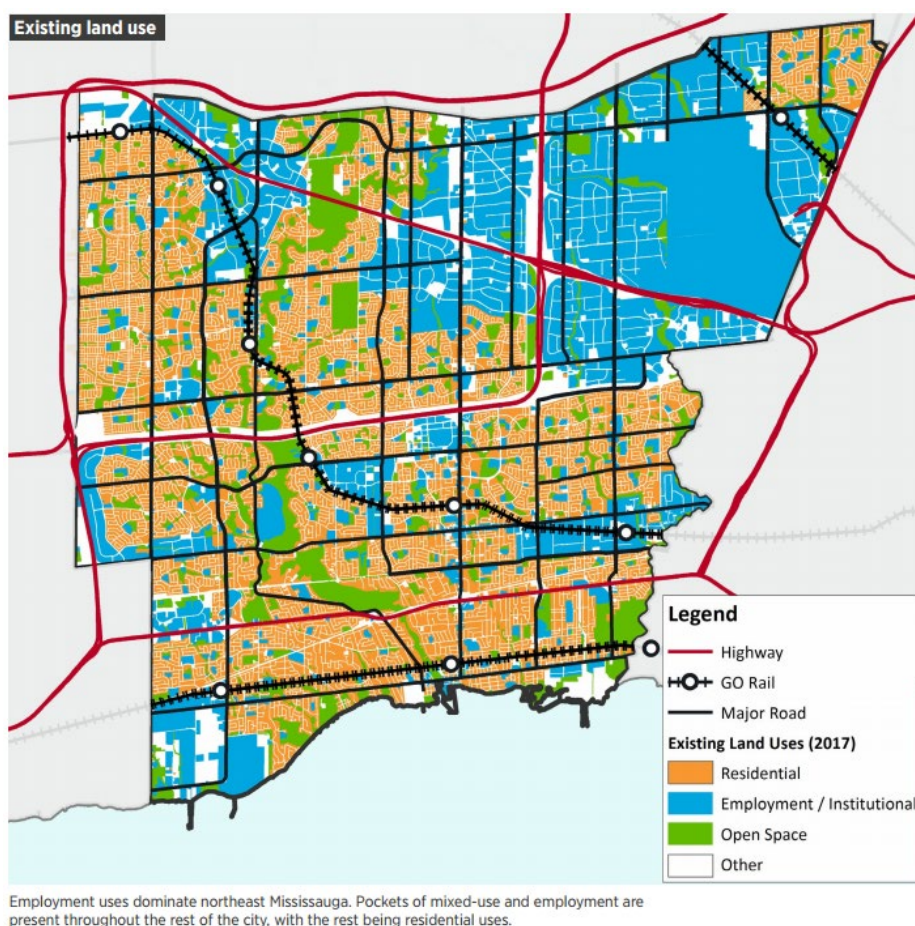 Existing land use
Legend
Highway
GO Rail
Major Road
Existing Land Uses (2017)
Residential
Employment / Institutional
Open Space
Other
Employment uses dominate northeast Mississauga. Pockets of mixed-use and employment are
present throughout the rest of the city, with the rest being residential uses.